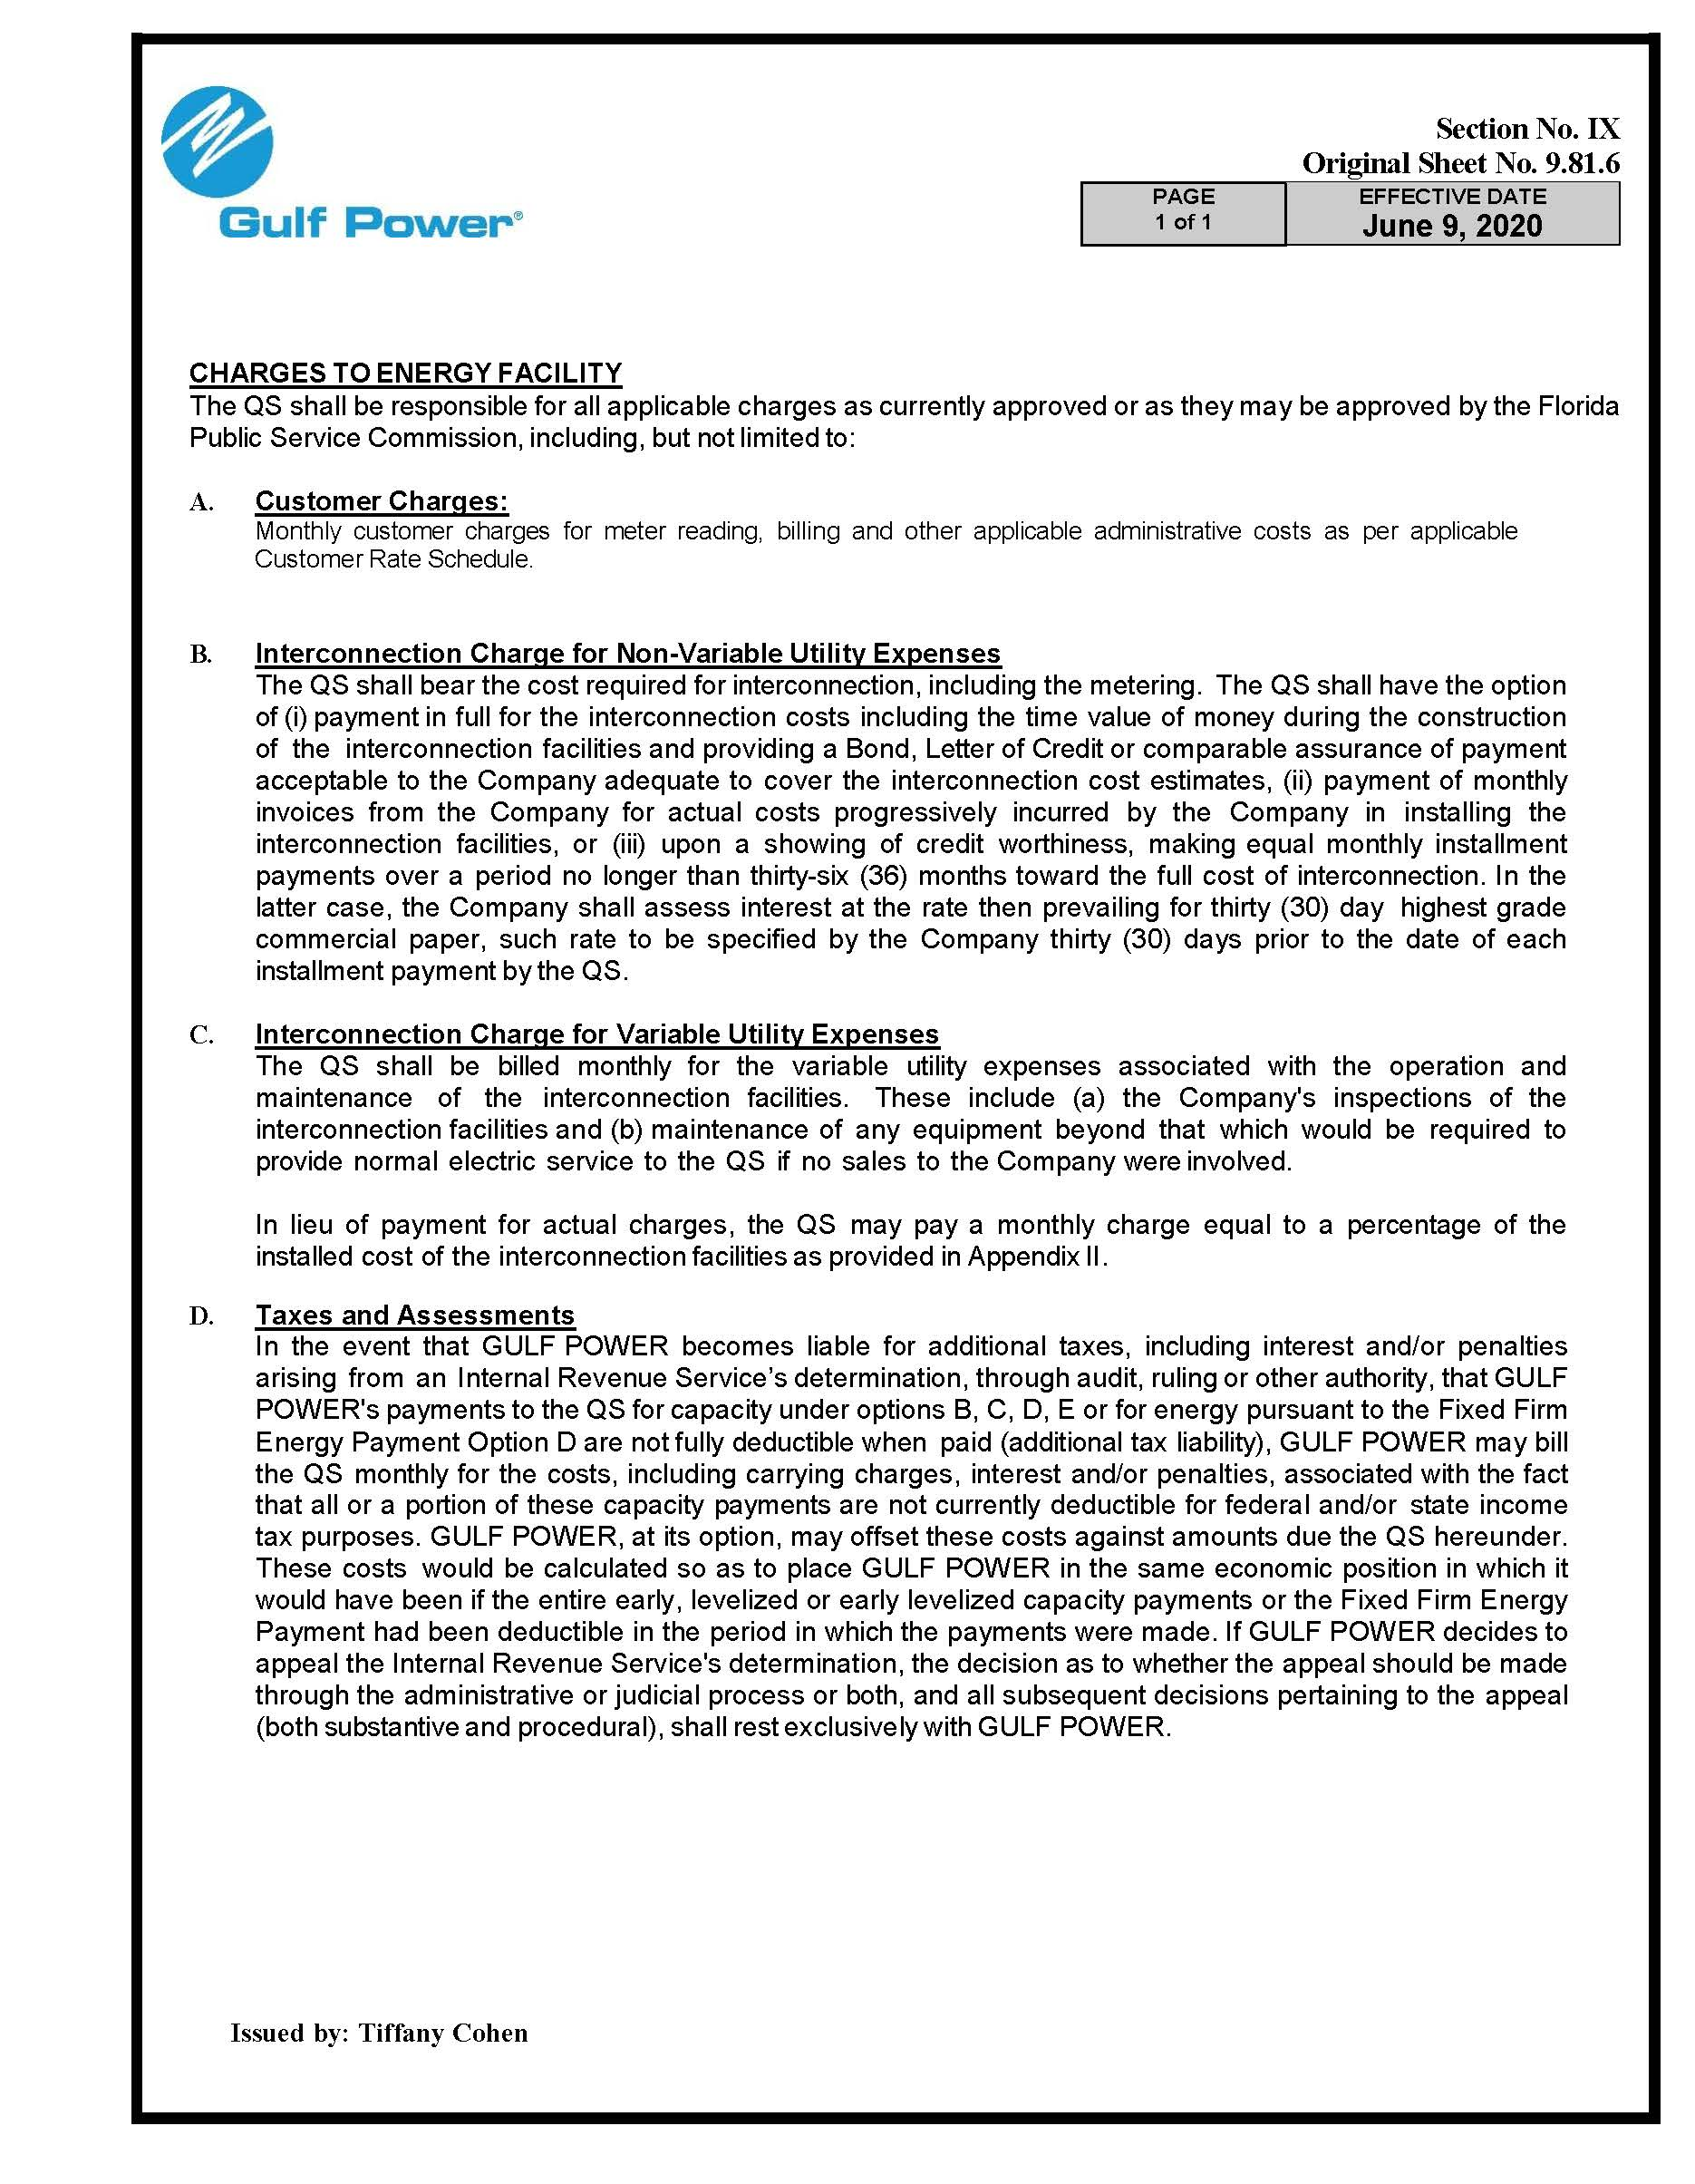 Gulf Power®
Section No. IX
Original Sheet No. 9.81.6
PAGE
1 of 1
EFFECTIVE DATE
June 9, 2020
CHARGES TO ENERGY FACILITY
The QS shall be responsible for all applicable charges as currently approved or as they may be approved by the Florida
Public Service Commission, including, but not limited to:
A. Customer Charges:
Monthly customer charges for meter reading, billing and other applicable administrative costs as per applicable
Customer Rate Schedule.
B. Interconnection Charge for Non-Variable Utility Expenses
The QS shall bear the cost required for interconnection, including the metering. The QS shall have the option
of (i) payment in full for the interconnection costs including the time value of money during the construction
of the interconnection facilities and providing a Bond, Letter of Credit or comparable assurance of payment
acceptable to the Company adequate to cover the interconnection cost estimates, (ii) payment of monthly
invoices from the Company for actual costs progressively incurred by the Company in installing the
interconnection facilities, or (iii) upon a showing of credit worthiness, making equal monthly installment
payments over a period no longer than thirty-six (36) months toward the full cost of interconnection. In the
latter case, the Company shall assess interest at the rate then prevailing for thirty (30) day highest grade
commercial paper, such rate to be specified by the Company thirty (30) days prior to the date of each
installment payment by the QS.
C. Interconnection Charge for Variable Utility Expenses
The QS shall be billed monthly for the variable utility expenses associated with the operation and
maintenance of the interconnection facilities. These include (a) the Company's inspections of the
interconnection facilities and (b) maintenance of any equipment beyond that which would be required to
provide normal electric service to the QS if no sales to the Company were involved.
In lieu of payment for actual charges, the QS may pay a monthly charge equal to a percentage of the
installed cost of the interconnection facilities as provided in Appendix II.
D. Taxes and Assessments
In the event that GULF POWER becomes liable for additional taxes, including interest and/or penalties
arising from an Internal Revenue Service’s determination, through audit, ruling or other authority, that GULF
POWER's payments to the QS for capacity under options B, C, D, E or for energy pursuant to the Fixed Firm
Energy Payment Option D are not fully deductible when paid (additional tax liability), GULF POWER may bill
the QS monthly for the costs, including carrying charges, interest and/or penalties, associated with the fact
that all or a portion of these capacity payments are not currently deductible for federal and/or state income
tax purposes. GULF POWER, at its option, may offset these costs against amounts due the QS hereunder.
These costs would be calculated so as to place GULF POWER in the same economic position in which it
would have been if the entire early, levelized or early levelized capacity payments or the Fixed Firm Energy
Payment had been deductible in the period in which the payments were made. If GULF POWER decides to
appeal the Internal Revenue Service's determination, the decision as to whether the appeal should be made
through the administrative or judicial process or both, and all subsequent decisions pertaining to the appeal
(both substantive and procedural), shall rest exclusively with GULF POWER.
Issued by: Tiffany Cohen